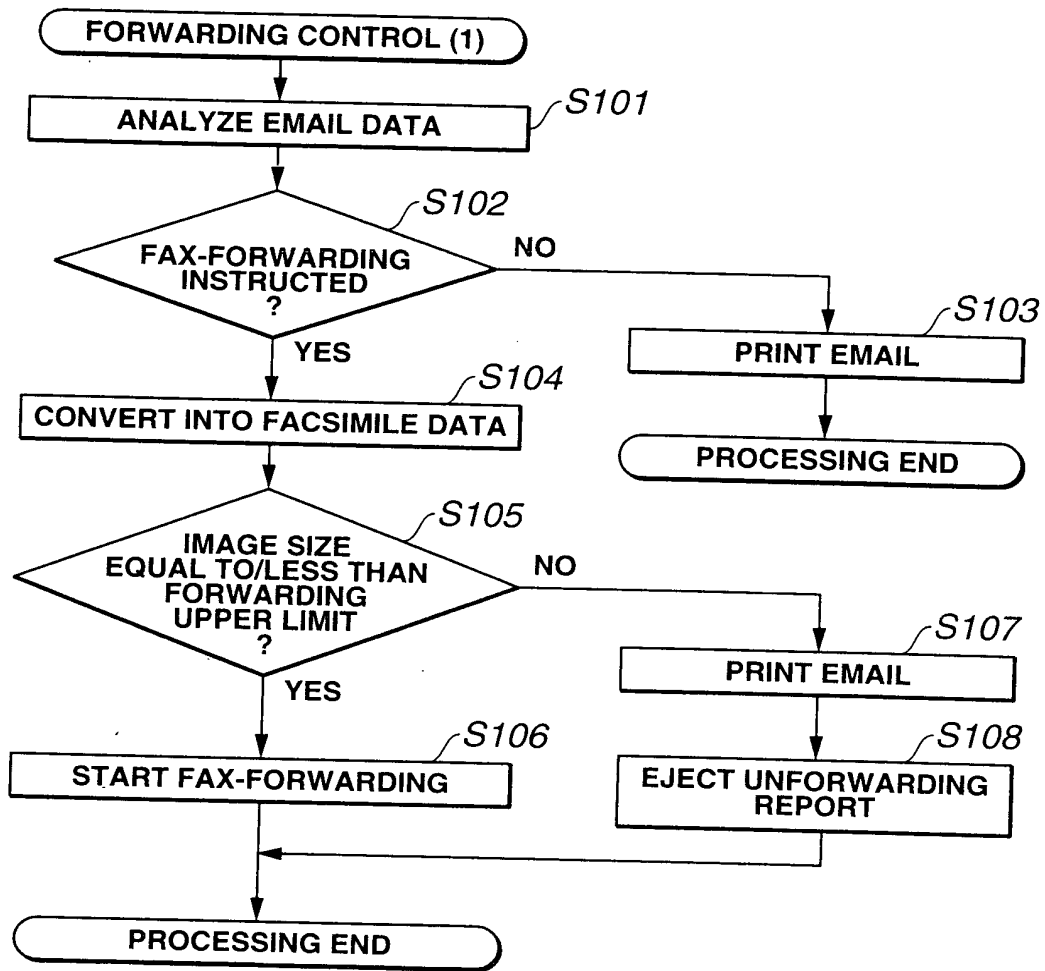 FORWARDING CONTROL (1)
S101
ANALYZE EMAIL DATA
S102
FAX-FORWARDING
INSTRUCTED
?
NO
YES
S103
PRINT EMAIL
PROCESSING END
S104
CONVERT INTO FACSIMILE DATA
S105
IMAGE SIZE
EQUAL TO/LESS THAN
FORWARDING
UPPER LIMIT
?
NO
YES
S107
PRINT EMAIL
S106
START FAX-FORWARDING
S108
EJECT UNFORWARDING
REPORT
PROCESSING END